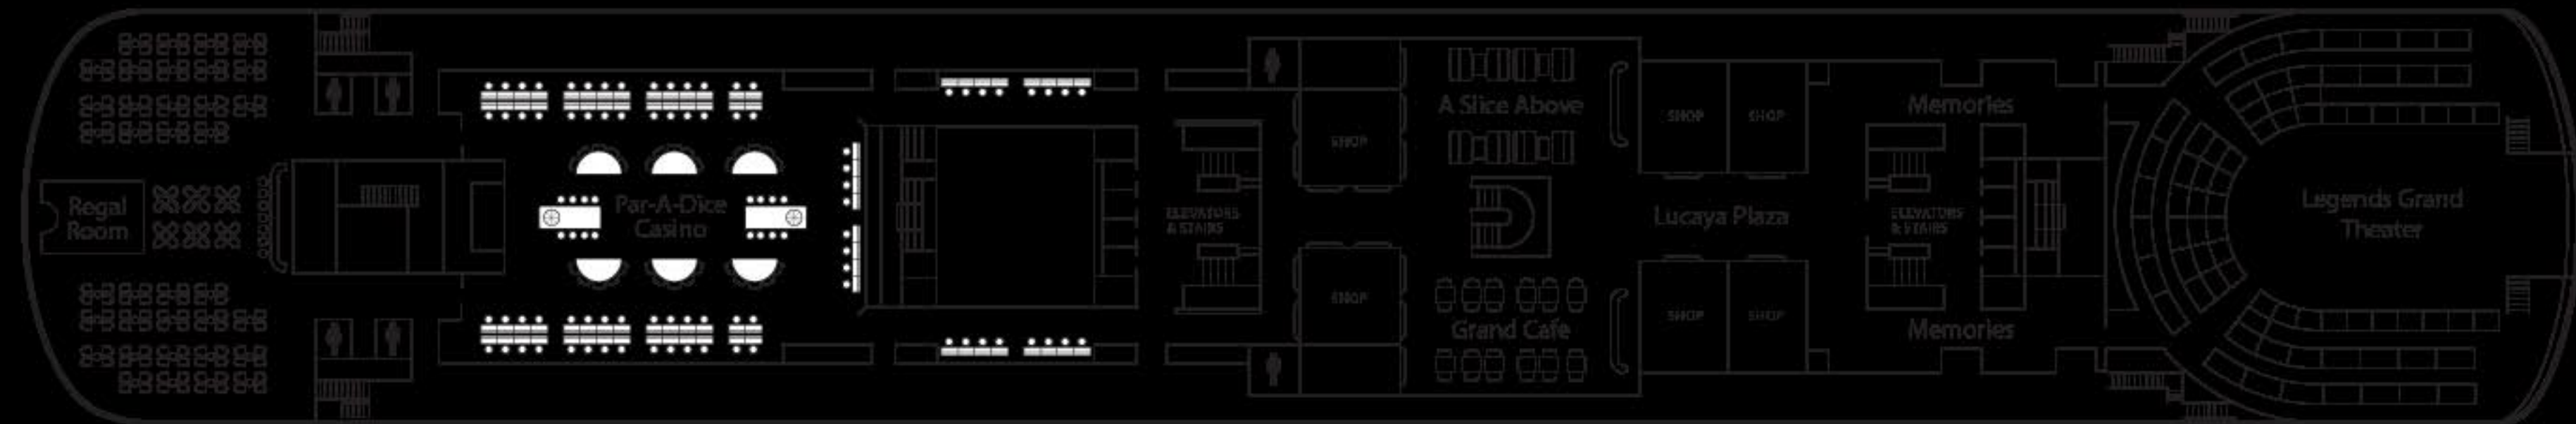 Regal
Room
Par-A-Dice
Casino
ELEVATORS
& STAIRS
SHOP
SHOP
A Slice Above
Grand Cafe
SHOP
SHOP
Lucaya Plaza
SHOP
SHOP
Memories
ELEVATORS
& STAIRS
Memories
Legends Grand
Theater